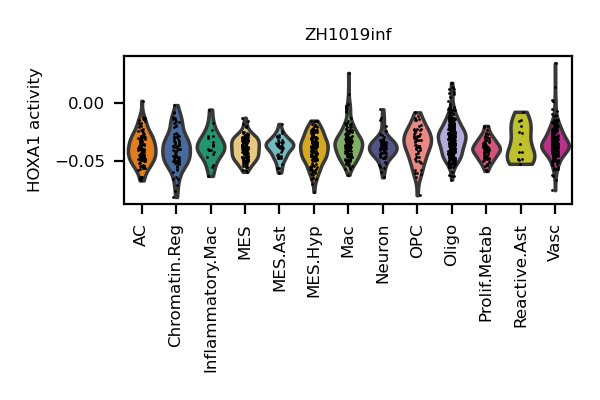 ZH1019inf
HOXA1 activity
0.00
−0.05
AC
Chromatin.Reg
Inflammatory.Mac
MES
MES.Ast
MES.Hyp
Mac
Neuron
OPC
Oligo
Prolif.Metab
Reactive.Ast
Vasc